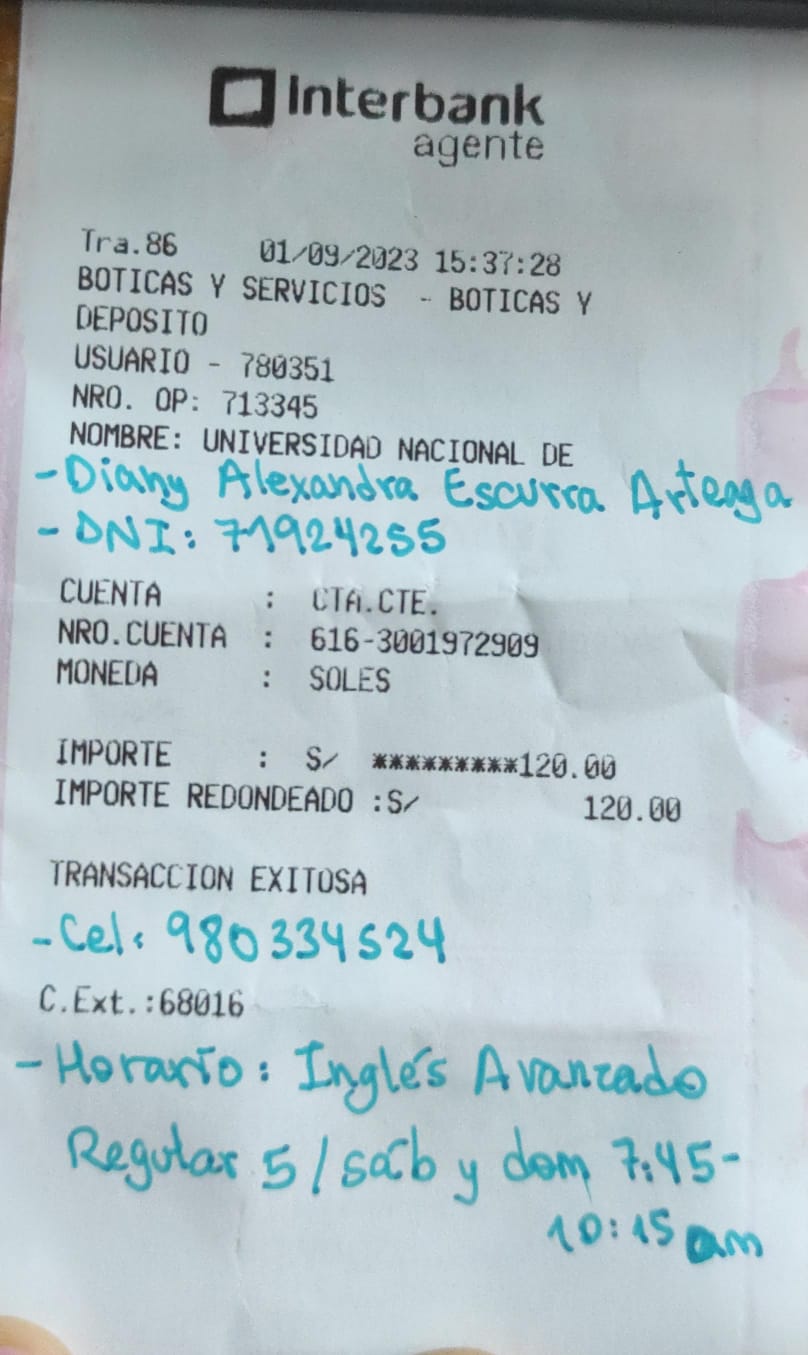 Interbank
agente
Tra.86 01/09/2023 15:37:28
BOTICAS Y SERVICIOS - BOTICAS Y
DEPOSITO
USUARIO - 780351
NRO. OP: 713345
NOMBRE: UNIVERSIDAD NACIONAL DE
- Diany Alexandra Escurra Arteaga
- DNI: 71924255
CUENTA : CTA.CTE.
NRO.CUENTA : 616-3001972909
MONEDA : SOLES
IMPORTE : S/ *********120.00
IMPORTE REDONDEADO :S/ 120.00
TRANSACCION EXITOSA
- Cel: 980334524
C.Ext.:68016
- Horario: Inglés Avanzado
Regular 5 / sáb y dom 7:45-
10:15 am